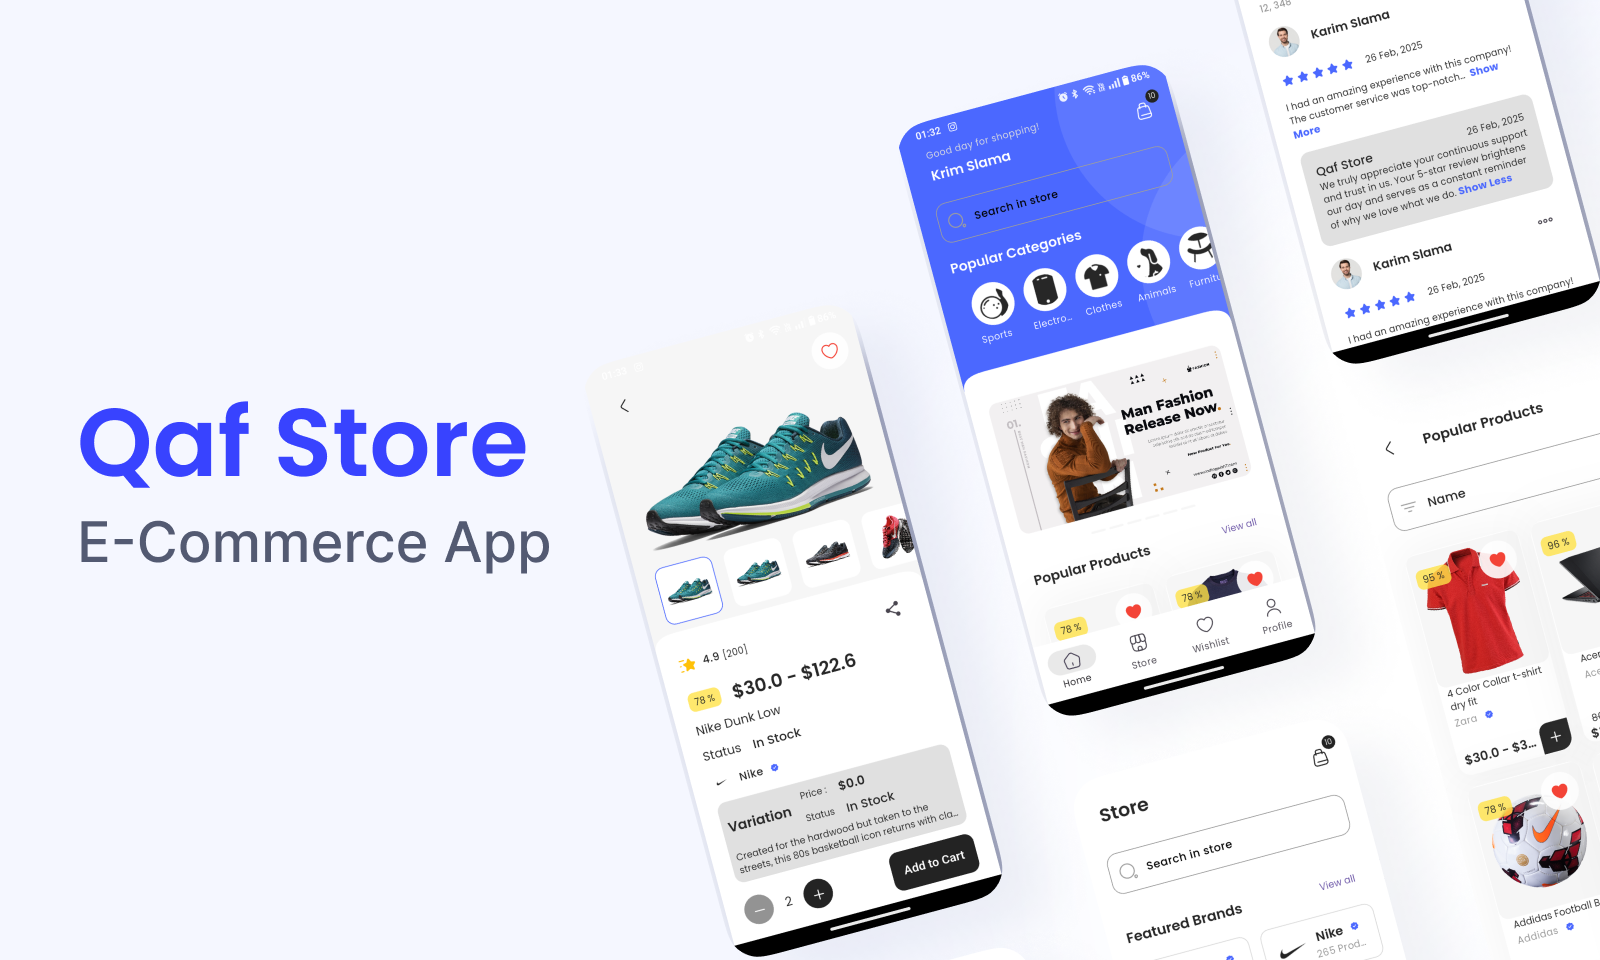 Qaf Store
E-Commerce App
4.9 [200]
78 %
$30.0 - $122.6
Nike Dunk Low
Status In Stock
Nike
Variation
Price : $0.0
Status In Stock
Created for the hardwood but taken to the
streets, this 80s basketball icon returns with cla...
2
Add to Cart
01:32
86%
10
Good day for shopping!
Krim Slama
Search in store
Popular Categories
Sports
Electro...
Clothes
Animals
Furnitu
01.
FASHION
Man Fashion
Release Now.
New Product For You.
View all
Popular Products
78 %
78 %
Home
Store
Wishlist
Profile
12, 348
Karim Slama
26 Feb, 2025
I had an amazing experience with this company!
The customer service was top-notch... Show
More
26 Feb, 2025
Qaf Store
We truly appreciate your continuous support
and trust in us. Your 5-star review brightens
our day and serves as a constant reminder
of why we love what we do. Show Less
Karim Slama
26 Feb, 2025
I had an amazing experience with this company!
Popular Products
Name
95 %
4 Color Collar t-shirt
dry fit
Zara
$30.0 - $3...
96 %
Acer
Ace
78 %
Addidas Football B
Addidas
10
Store
Search in store
View all
Featured Brands
Nike
265 Prod...